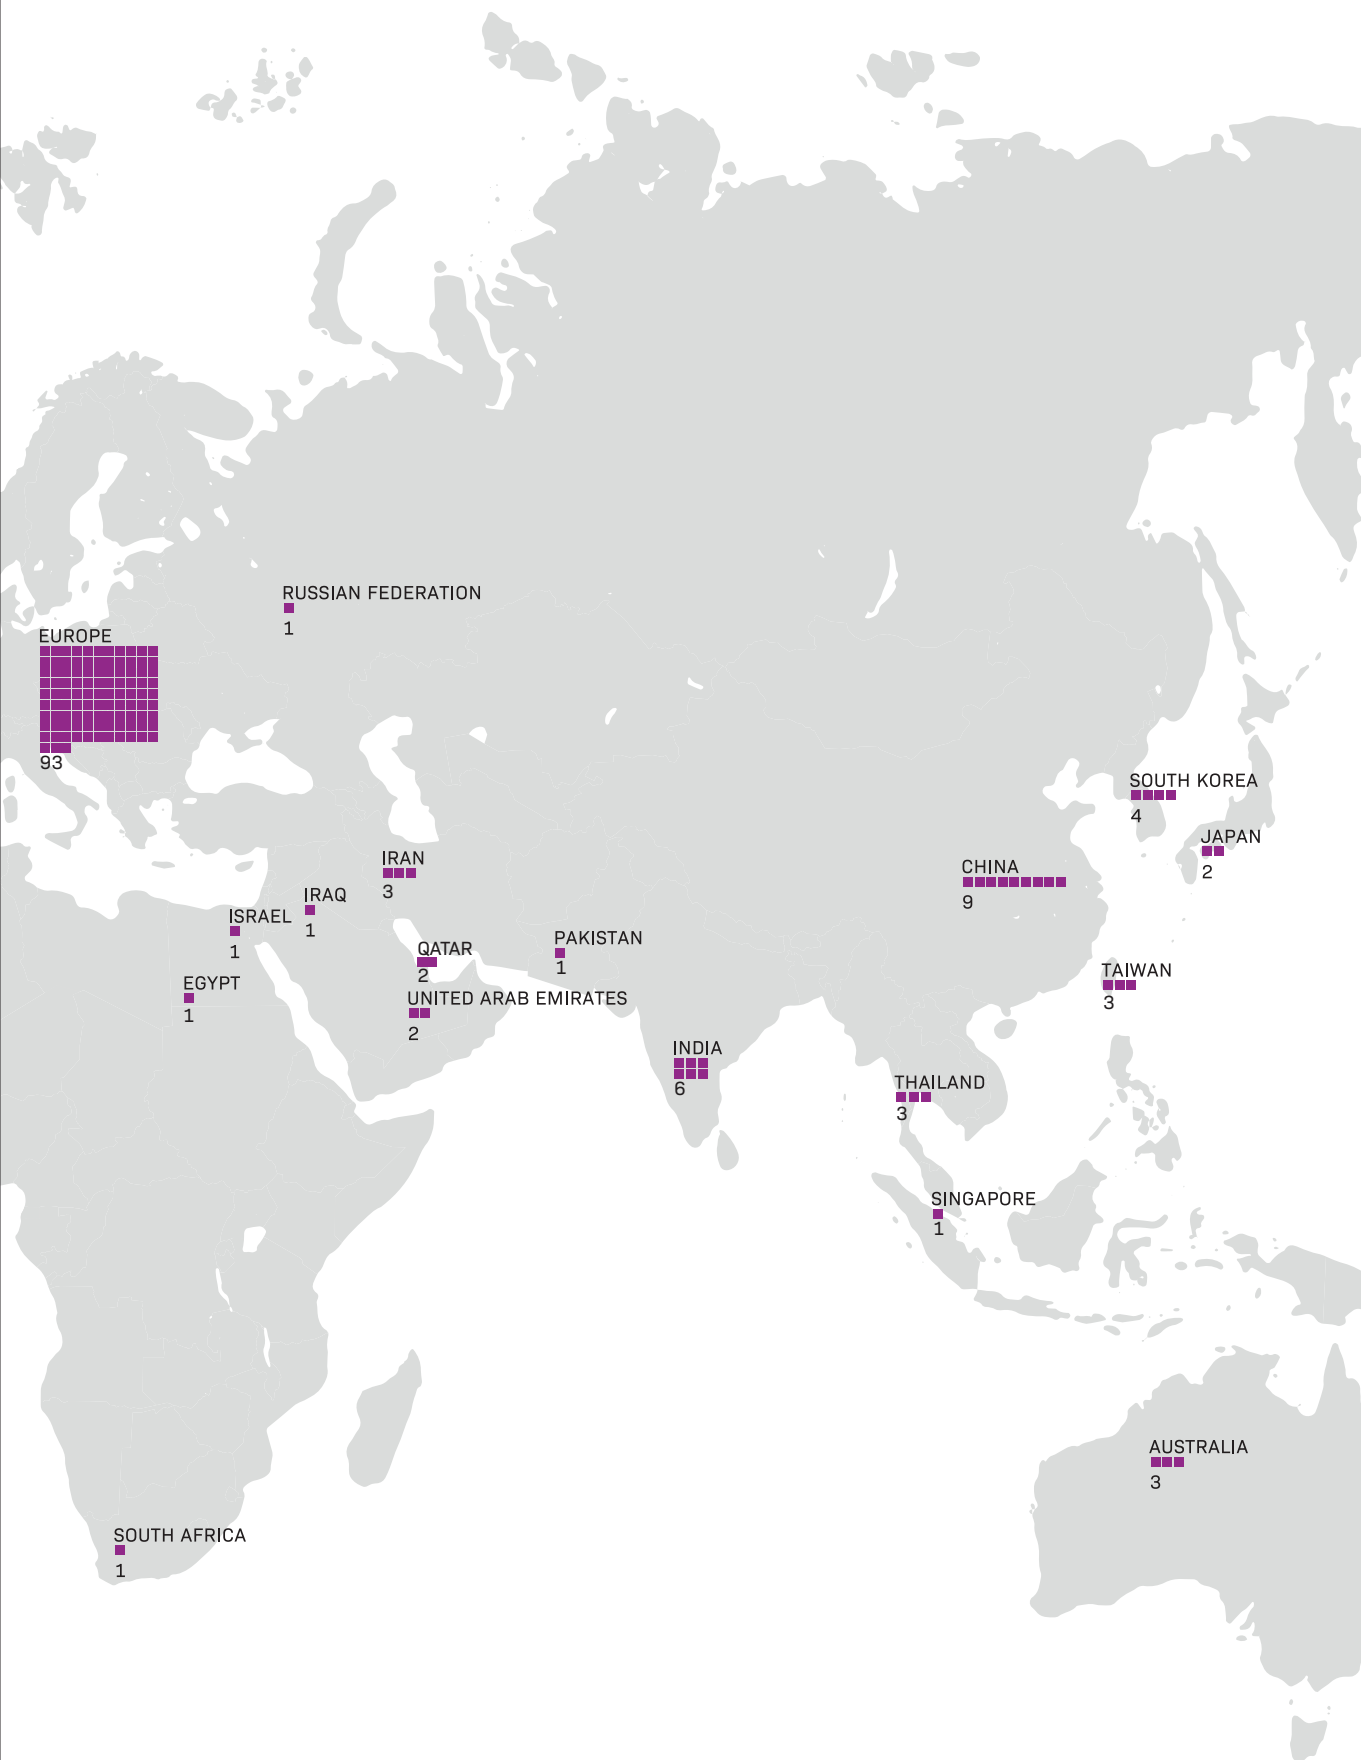 RUSSIAN FEDERATION
1
EUROPE
93
SOUTH KOREA
4
JAPAN
2
IRAN
3
CHINA
9
IRAQ
1
ISRAEL
1
QATAR
2
PAKISTAN
1
TAIWAN
3
EGYPT
1
UNITED ARAB EMIRATES
2
INDIA
6
THAILAND
3
SINGAPORE
1
AUSTRALIA
3
SOUTH AFRICA
1